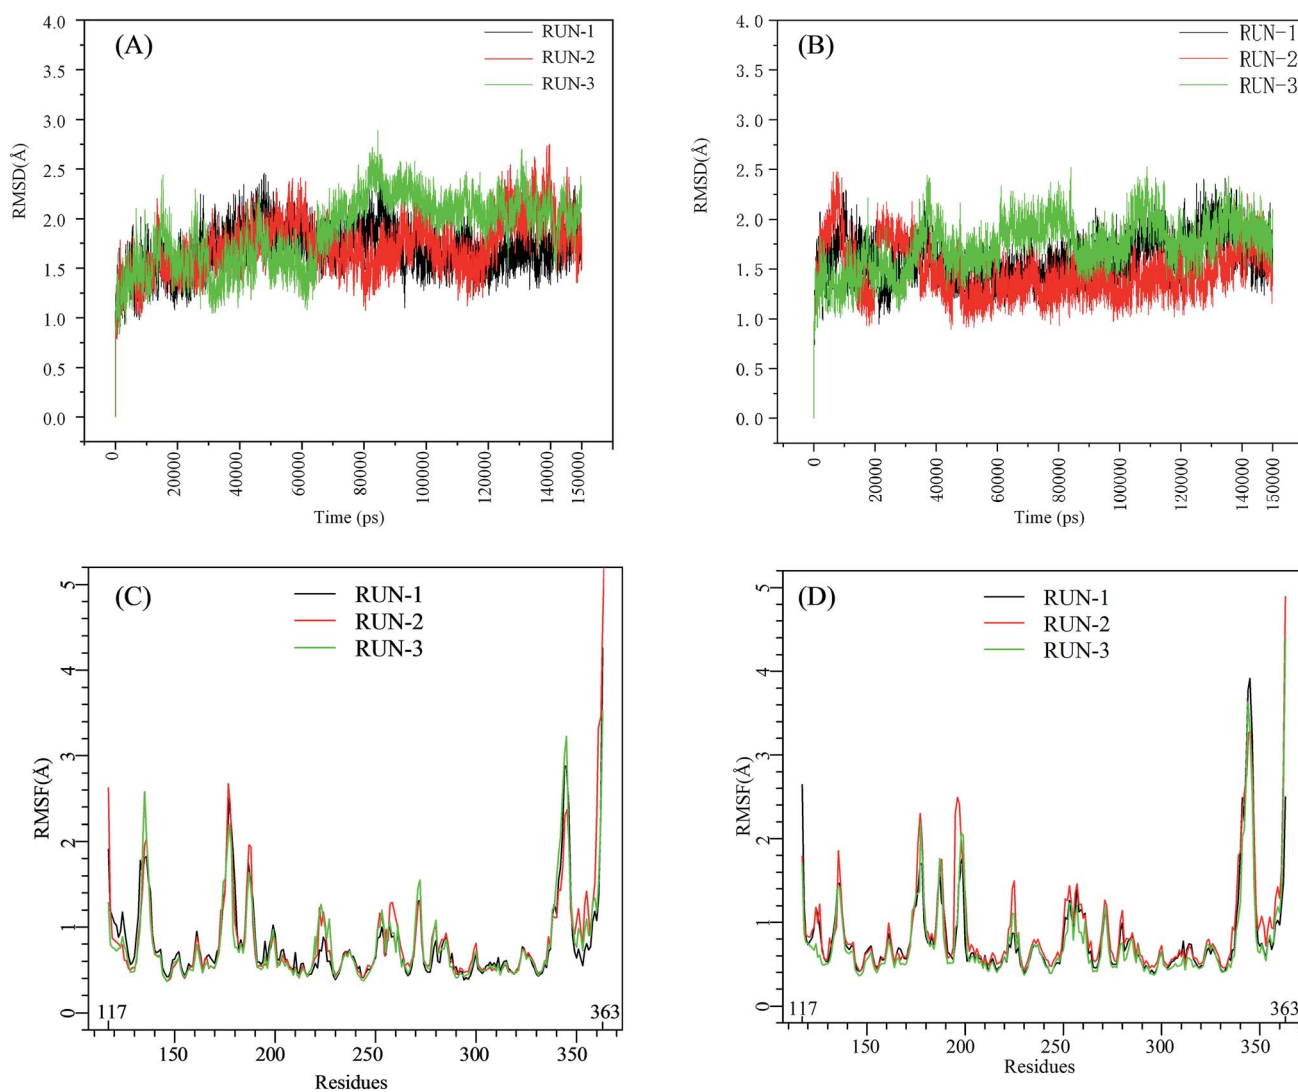 (A)
RUN-1
RUN-2
RUN-3
4.0
3.5
3.0
2.5
2.0
1.5
1.0
0.5
0.0
RMSD(Å)
0
20000
40000
60000
80000
100000
120000
140000
150000
Time (ps)
(B)
RUN-1
RUN-2
RUN-3
4.0
3.5
3.0
2.5
2.0
1.5
1.0
0.5
0.0
RMSD(Å)
0
20000
40000
60000
80000
100000
120000
140000
150000
Time (ps)
(C)
RUN-1
RUN-2
RUN-3
5
4
3
2
1
0
RMSF(Å)
117
363
150
200
250
300
350
Residues
(D)
RUN-1
RUN-2
RUN-3
5
4
3
2
1
0
RMSF(Å)
117
363
150
200
250
300
350
Residues